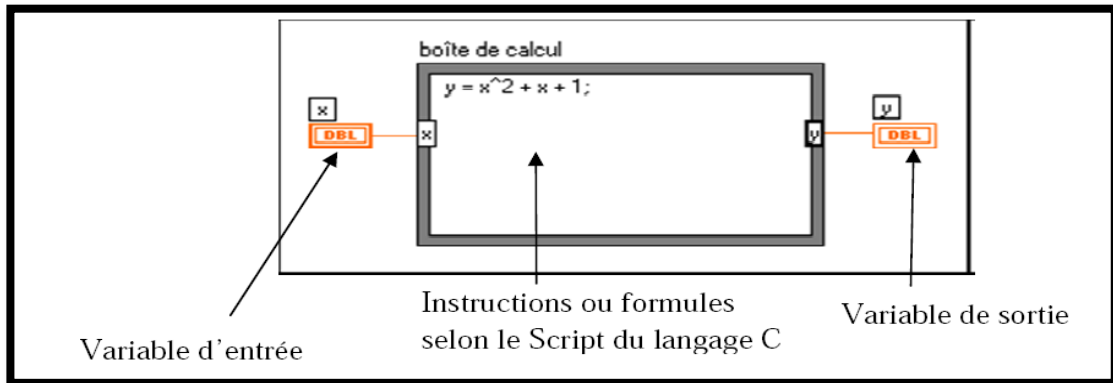 boîte de calcul
y = x^2 + x + 1;
x
DBL
x
y
y
DBL
Instructions ou formules
selon le Script du langage C
Variable de sortie
Variable d'entrée